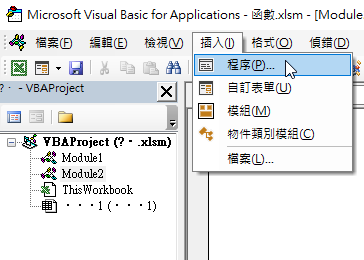 Microsoft Visual Basic for Applications - 函數.xlsm - [Modu
檔案(F) 編輯(E) 檢視(V) 插入(I) 格式(O) 偵錯(D)
程序(P)...
自訂表單(U)
模組(M)
物件類別模組(C)
檔案(L)...
?· - VBAProject
VBAProject (?· .xlsm)
Module1
Module2
ThisWorkbook
···1 (···1)